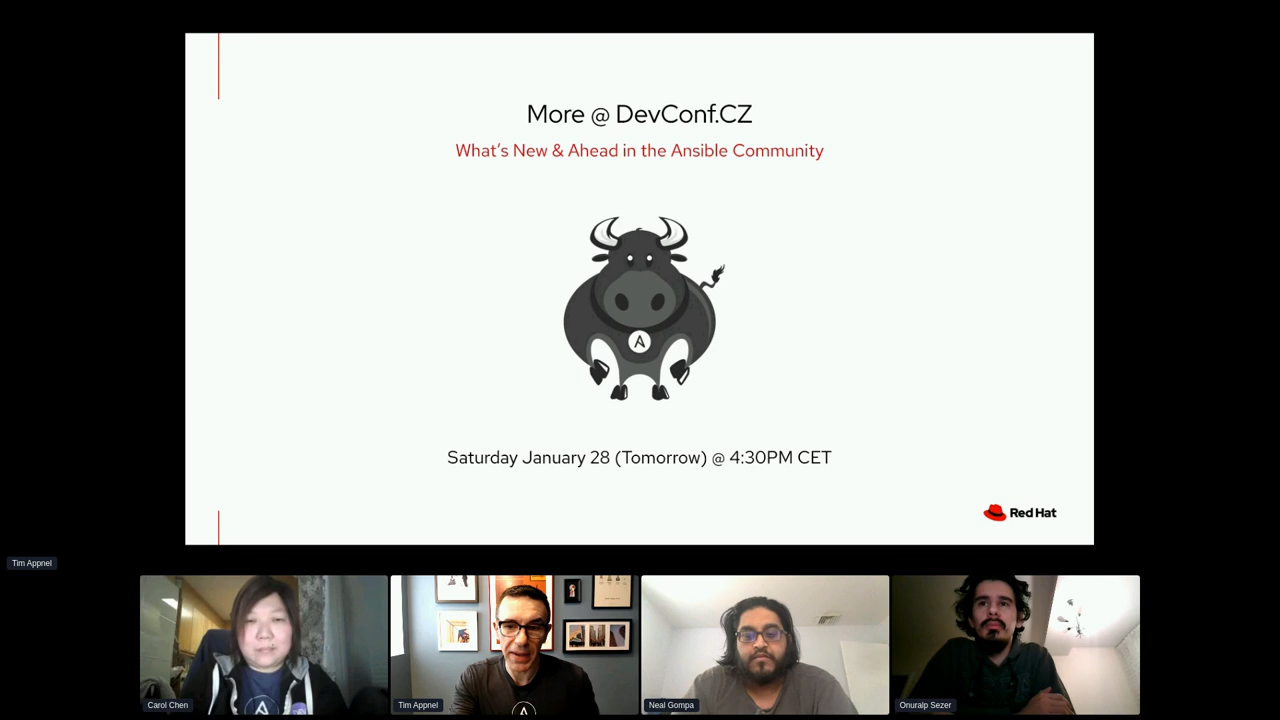 More @ DevConf.CZ
What's New & Ahead in the Ansible Community
Saturday January 28 (Tomorrow) @ 4:30PM CET
Red Hat
Tim Appnel
Carol Chen
Tim Appnel
Neal Gompa
Onuralp Sezer